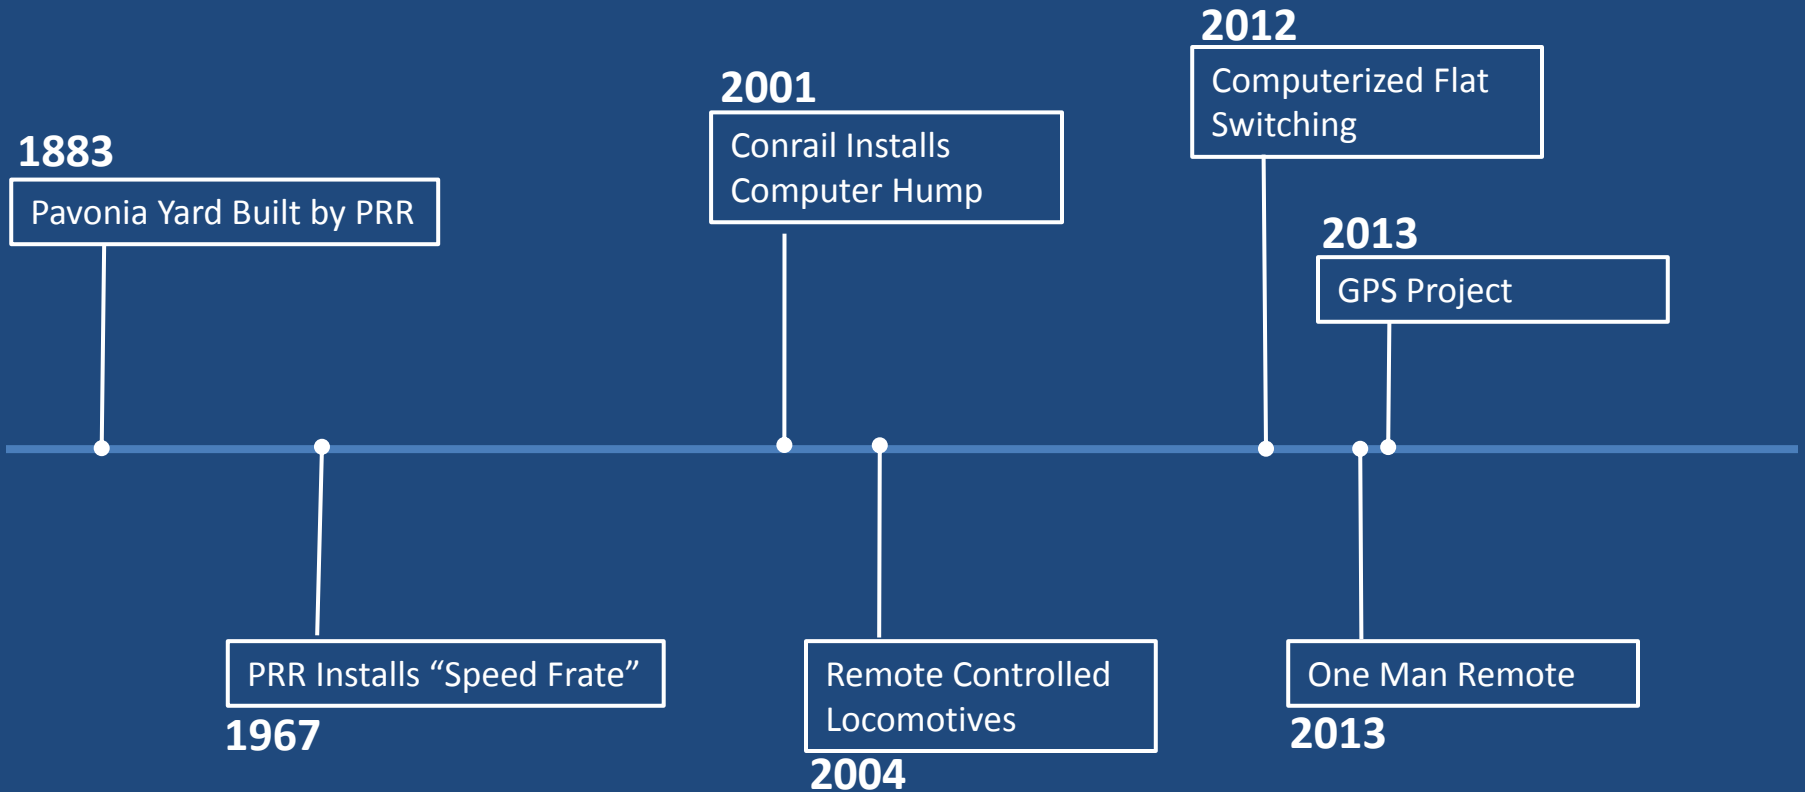 1883
Pavonia Yard Built by PRR
PRR Installs “Speed Frate”
1967
2001
Conrail Installs
Computer Hump
Remote Controlled
Locomotives
2004
2012
Computerized Flat
Switching
One Man Remote
2013
2013
GPS Project